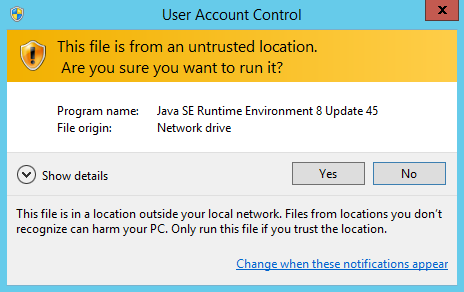 User Account Control
x
This file is from an untrusted location.
Are you sure you want to run it?
Program name: Java SE Runtime Environment 8 Update 45
File origin: Network drive
Show details
Yes No
This file is in a location outside your local network. Files from locations you don't
recognize can harm your PC. Only run this file if you trust the location.
Change when these notifications appear